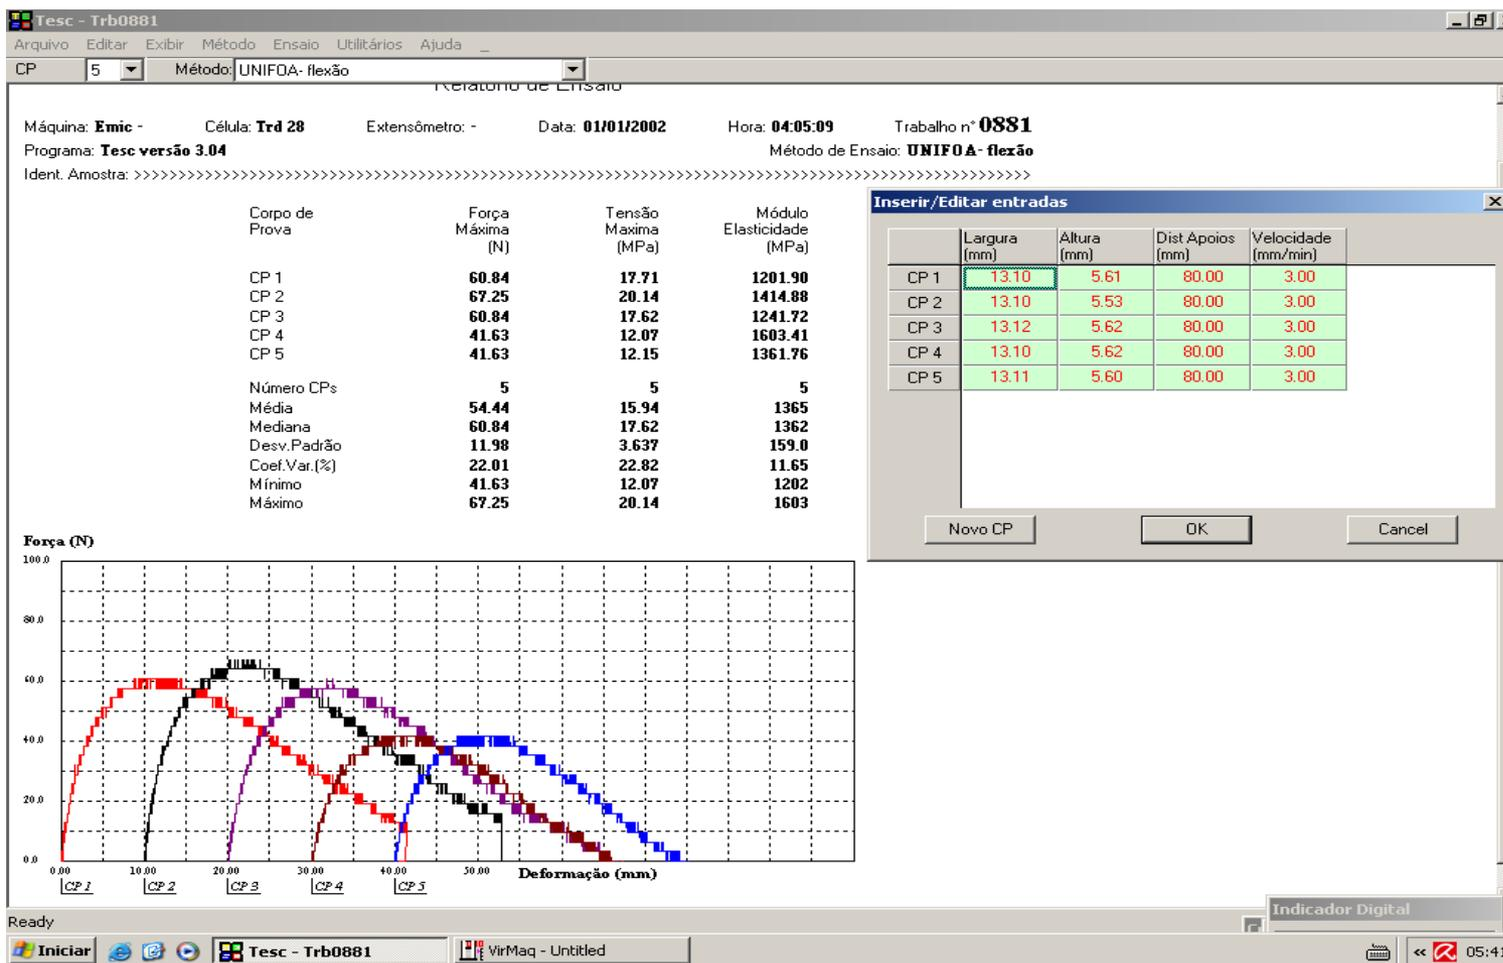 Tesc - Trb0881
Arquivo Editar Exibir Método Ensaio Utilitários Ajuda _
CP 5 Método: UNIFOA- flexão
Relatório de Ensaio
Máquina: Emic - Célula: Trd 28 Extensômetro: - Data: 01/01/2002 Hora: 04:05:09 Trabalho n° 0881
Programa: Tesc versão 3.04 Método de Ensaio: UNIFOA- flexão
Ident. Amostra: >>>>>>>>>>>>>>>>>>>>>>>>>>>>>>>>>>>>>>>>>>>>>>>>>>>>>>>>>>>>>>>>>>>>>>>>>>>>>>>>>>>>>>>>>>>>>>>>>>>>
Corpo de Força Tensão Módulo
Prova Máxima Maxima Elasticidade
(N) (MPa) (MPa)
CP 1 60.84 17.71 1201.90
CP 2 67.25 20.14 1414.88
CP 3 60.84 17.62 1241.72
CP 4 41.63 12.07 1603.41
CP 5 41.63 12.15 1361.76
Número CPs 5 5 5
Média 54.44 15.94 1365
Mediana 60.84 17.62 1362
Desv.Padrão 11.98 3.637 159.0
Coef.Var.(%) 22.01 22.82 11.65
Mínimo 41.63 12.07 1202
Máximo 67.25 20.14 1603
Inserir/Editar entradas
Largura Altura Dist Apoios Velocidade
(mm) (mm) (mm) (mm/min)
CP 1 13.10 5.61 80.00 3.00
CP 2 13.10 5.53 80.00 3.00
CP 3 13.12 5.62 80.00 3.00
CP 4 13.10 5.62 80.00 3.00
CP 5 13.11 5.60 80.00 3.00
Novo CP OK Cancel
Força (N)
100.0
80.0
60.0
40.0
20.0
0.0
0.00 10.00 20.00 30.00 40.00 50.00 Deformação (mm)
CP 1 CP 2 CP 3 CP 4 CP 5
Ready
Indicador Digital
Iniciar Tesc - Trb0881 VirMaq - Untitled « 05:41